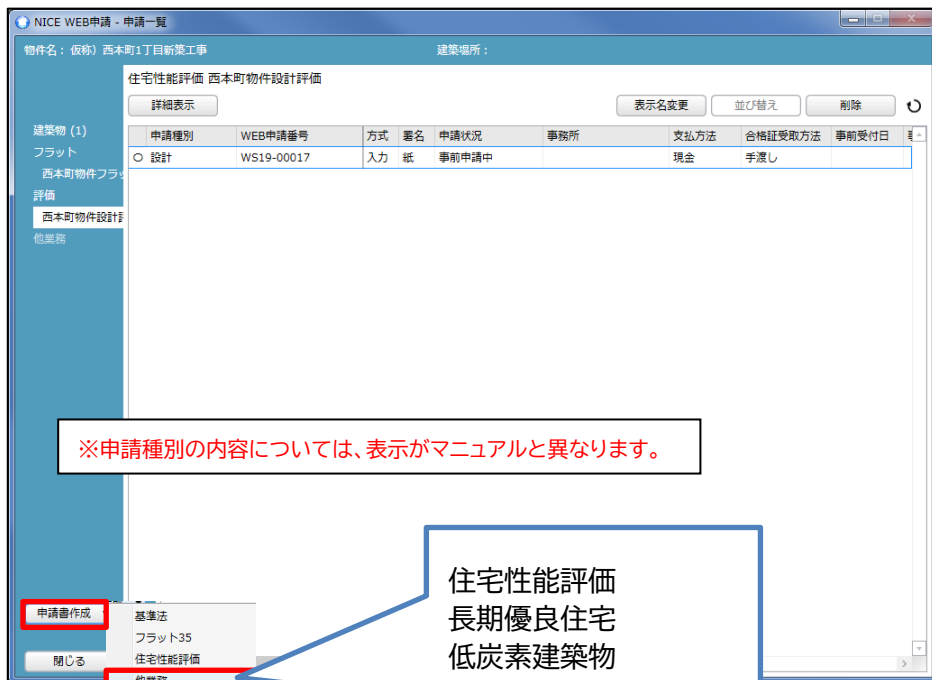 NICE WEB申請 - 申請一覧
物件名： 仮称）西本町1丁目新築工事 建築場所：
住宅性能評価 西本町物件設計評価
詳細表示 表示名変更 並び替え 削除
建築物 (1)
フラット
西本町物件フラッ
評価
西本町物件設計評
他業務
申請種別 WEB申請番号 方式 署名 申請状況 事務所 支払方法 合格証受取方法 事前受付日
設計 WS19-00017 入力 紙 事前申請中 現金 手渡し
※申請種別の内容については、表示がマニュアルと異なります。
住宅性能評価
長期優良住宅
低炭素建築物
申請書作成
基準法
フラット35
住宅性能評価
他業務
閉じる